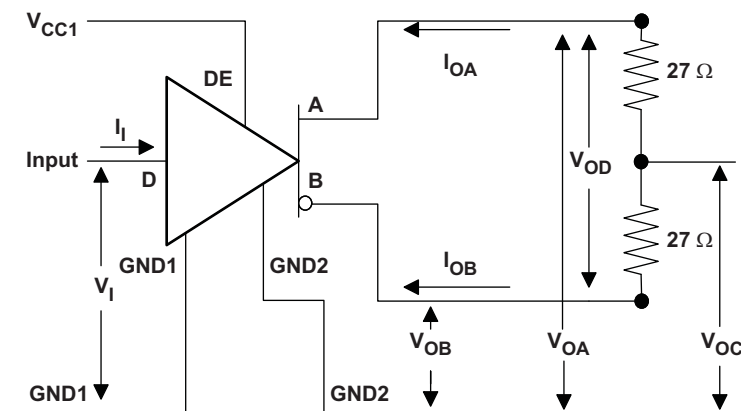 VCC1
DE
A
IOA
27 Ω
II
Input
D
B
VOD
GND1
GND2
IOB
27 Ω
VI
VOB
VOA
VOC
GND1
GND2